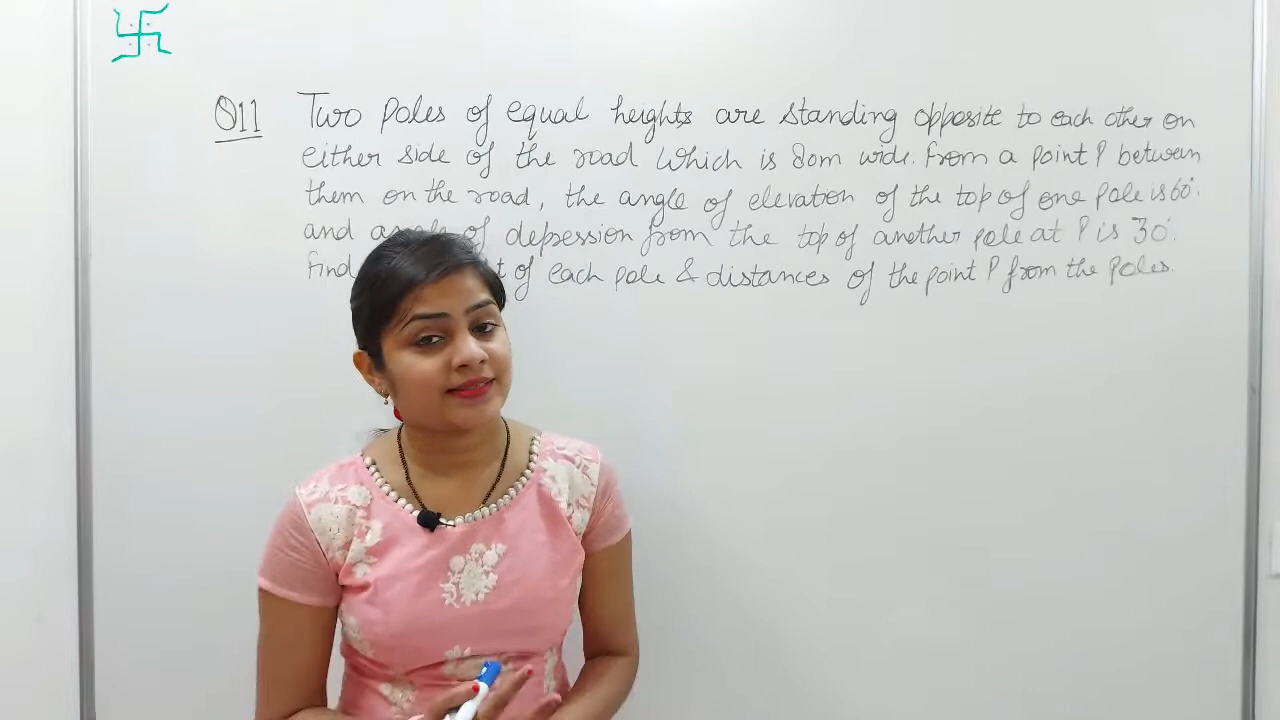 Q11 Two poles of equal heights are standing opposite to each other on
either side of the road which is 80m wide. From a point P between
them on the road, the angle of elevation of the top of one pole is 60°.
and of depression from the top of another pole at P is 30°.
Find of each pole & distances of the point P from the poles.